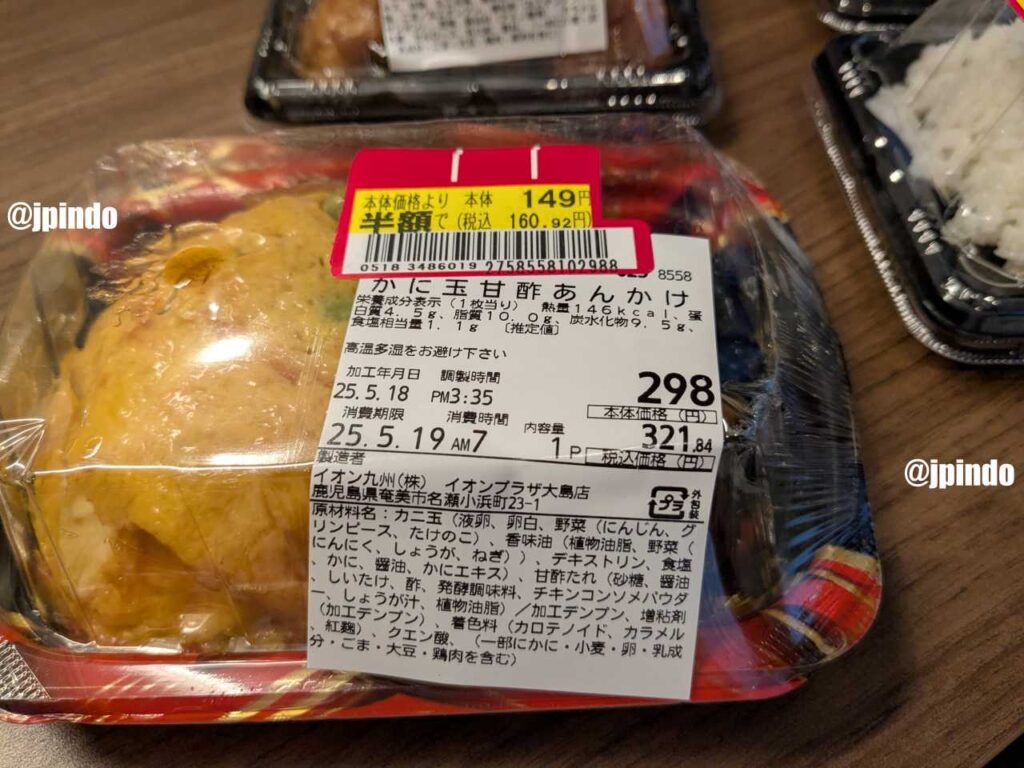 @jpindo
本体価格より 本体 149円
半額で (税込 160.92円)
0518 3486019 2758558102988
8558
かに玉甘酢あんかけ
栄養成分表示(1枚当り) 熱量146kcal、蛋
白質4.5g、脂質10.0g、炭水化物9.5g、
食塩相当量1.1g [推定値]
高温多湿をお避け下さい
加工年月日 調製時間
25.5.18 PM3:35
298
本体価格(円)
消費期限 消費時間 内容量
25.5.19 AM7 1P
321.84
税込価格(円)
製造者
イオン九州(株) イオンプラザ大島店
鹿児島県奄美市名瀬小浜町23-1
プラ 外包装
原材料名:カニ玉(液卵、卵白、野菜(にんじん、グ
リンピース、たけのこ)、香味油(植物油脂、野菜(
にんにく、しょうが、ねぎ))、デキストリン、食塩
、かに、醤油、かにエキス)、甘酢たれ(砂糖、醤油
、しいたけ、酢、発酵調味料、チキンコンソメパウダ
ー、しょうが汁、植物油脂)/加工デンプン、増粘剤
(加工デンプン)、着色料(カロテノイド、カラメル
、紅麹)、クエン酸、(一部にかに・小麦・卵・乳成
分・ごま・大豆・鶏肉を含む)
@jpindo